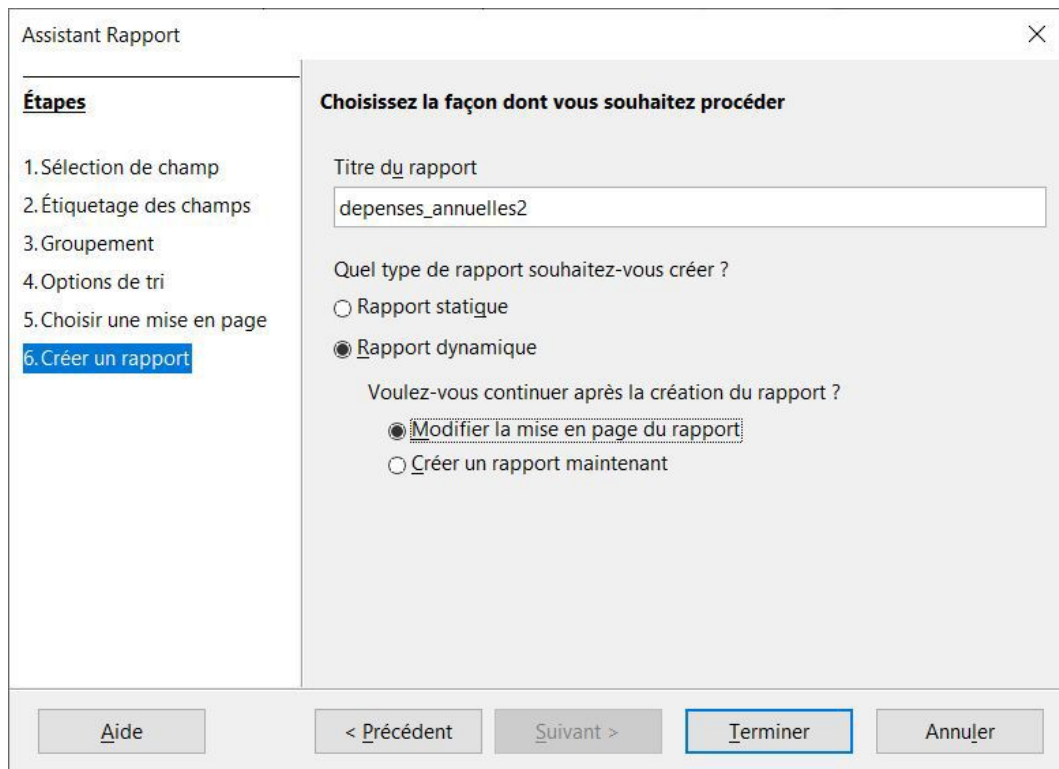 Assistant Rapport
Étapes
1. Sélection de champ
2. Étiquetage des champs
3. Groupement
4. Options de tri
5. Choisir une mise en page
6. Créer un rapport
Choisissez la façon dont vous souhaitez procéder
Titre du rapport
depenses_annuelles2
Quel type de rapport souhaitez-vous créer ?
Rapport statique
Rapport dynamique
Voulez-vous continuer après la création du rapport ?
Modifier la mise en page du rapport
Créer un rapport maintenant
Aide
< Précédent
Suivant >
Terminer
Annuler